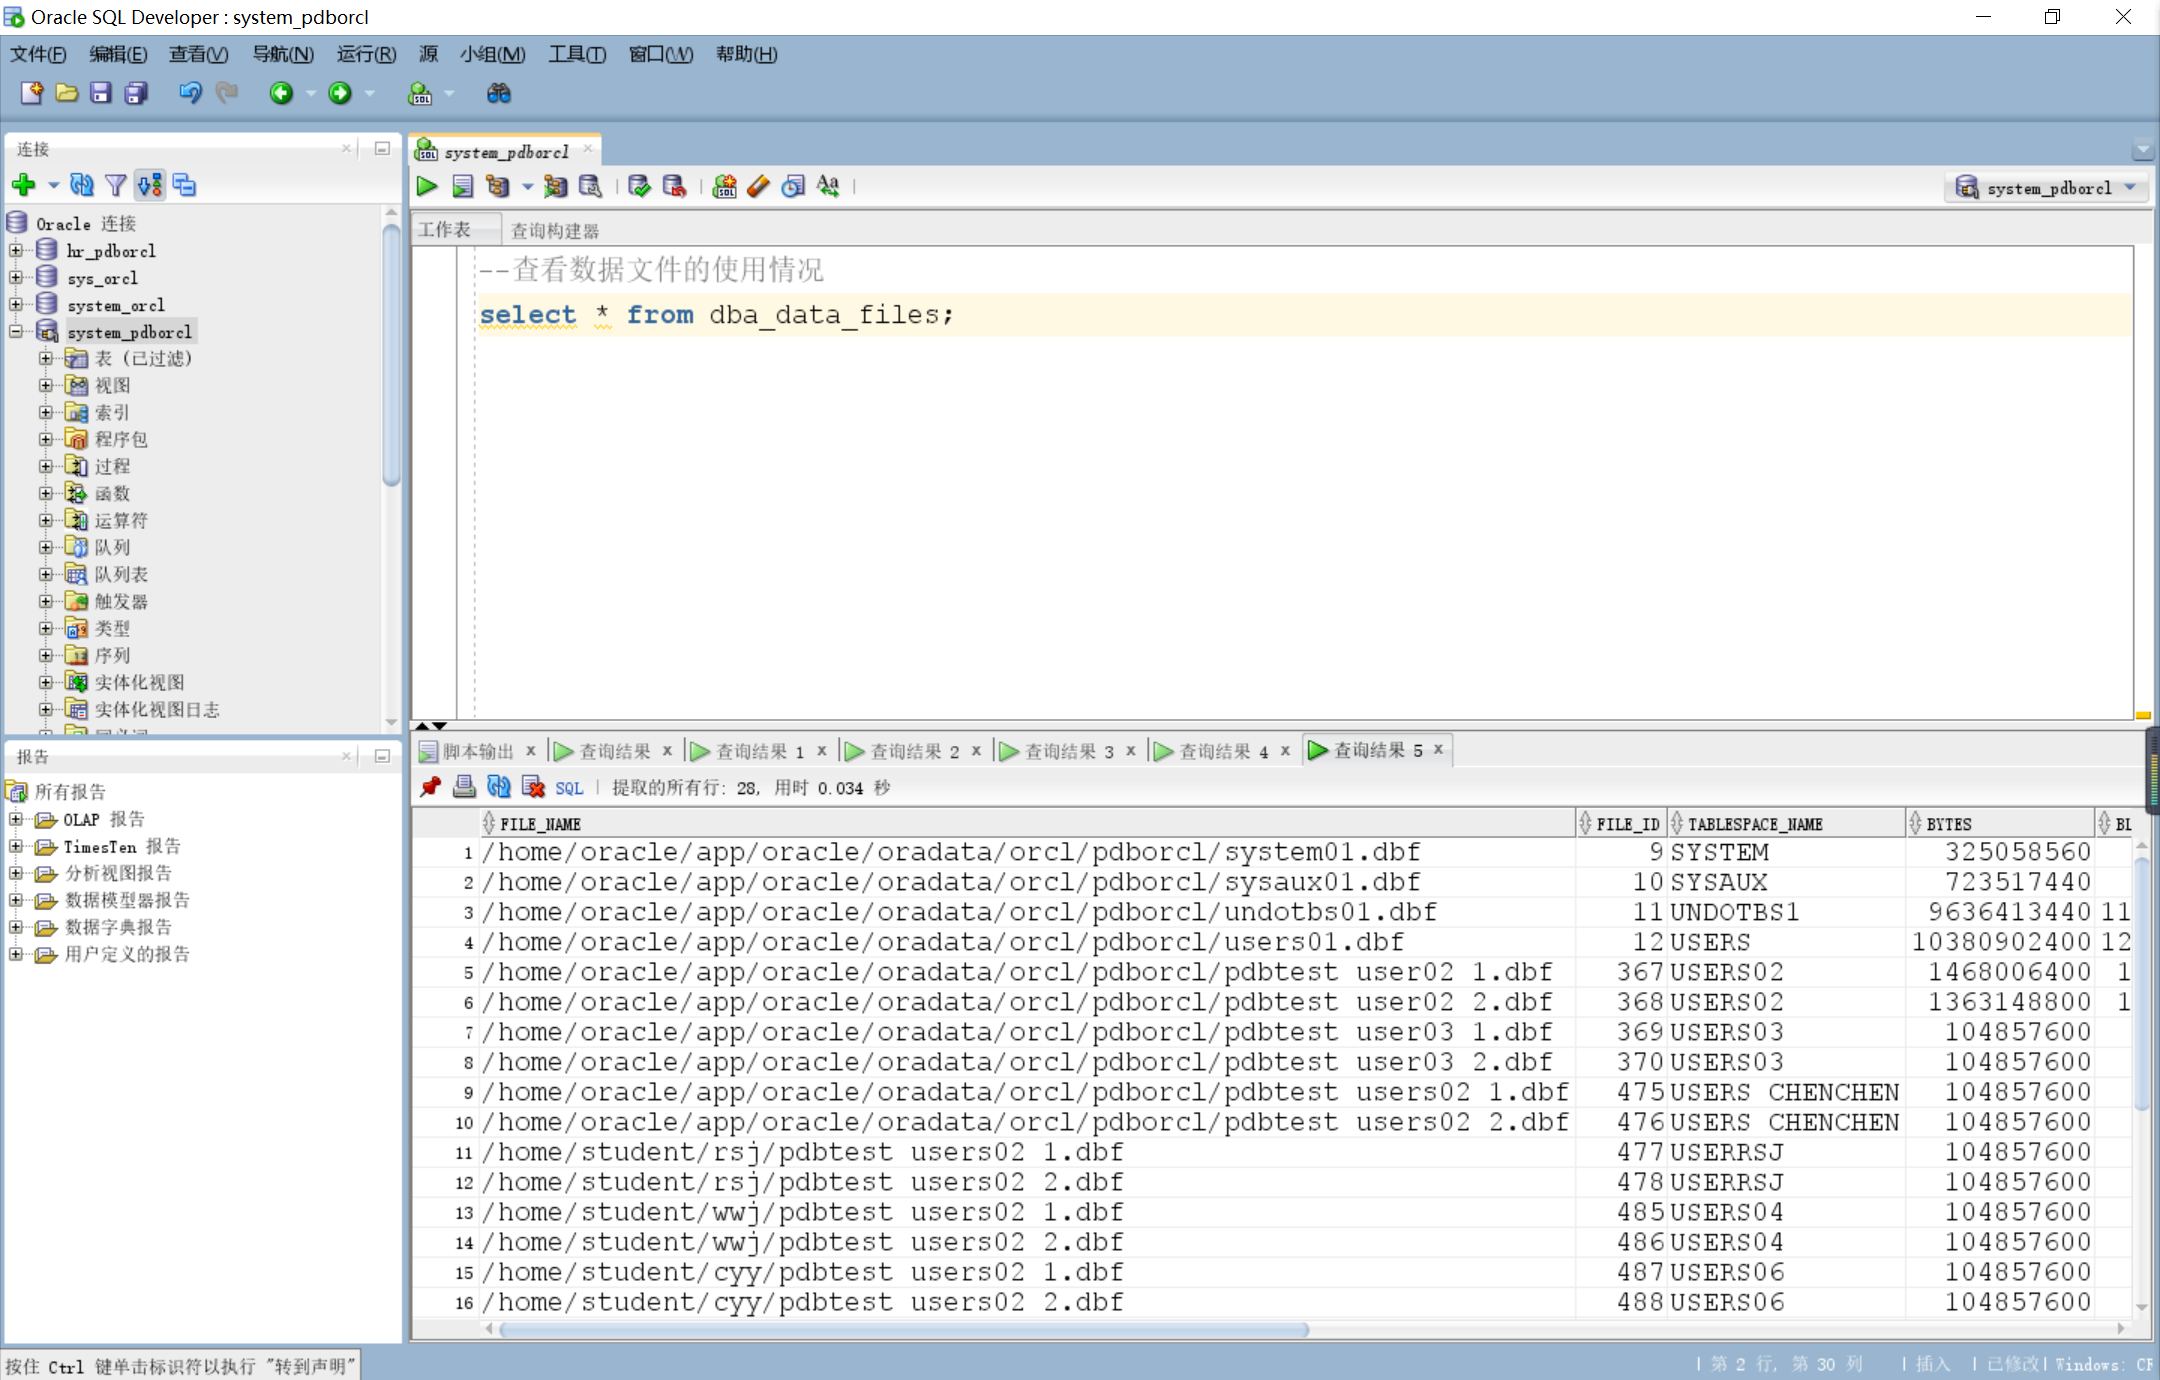 Oracle SQL Developer : system_pdborcl
文件(F) 编辑(E) 查看(V) 导航(N) 运行(R) 源 小组(M) 工具(T) 窗口(W) 帮助(H)
连接
Oracle 连接
hr_pdborcl
sys_orcl
system_orcl
system_pdborcl
表 (已过滤)
视图
索引
程序包
过程
函数
运算符
队列
队列表
触发器
类型
序列
实体化视图
实体化视图日志
报告
所有报告
OLAP 报告
TimesTen 报告
分析视图报告
数据模型器报告
数据字典报告
用户定义的报告
system_pdborcl
system_pdborcl
工作表 查询构建器
--查看数据文件的使用情况
select * from dba_data_files;
脚本输出 查询结果 查询结果 1 查询结果 2 查询结果 3 查询结果 4 查询结果 5
SQL 提取的所有行: 28, 用时 0.034 秒
FILE_NAME FILE_ID TABLESPACE_NAME BYTES BL
1 /home/oracle/app/oracle/oradata/orcl/pdborcl/system01.dbf 9 SYSTEM 325058560
2 /home/oracle/app/oracle/oradata/orcl/pdborcl/sysaux01.dbf 10 SYSAUX 723517440
3 /home/oracle/app/oracle/oradata/orcl/pdborcl/undotbs01.dbf 11 UNDOTBS1 9636413440 11
4 /home/oracle/app/oracle/oradata/orcl/pdborcl/users01.dbf 12 USERS 10380902400 12
5 /home/oracle/app/oracle/oradata/orcl/pdborcl/pdbtest user02 1.dbf 367 USERS02 1468006400 1
6 /home/oracle/app/oracle/oradata/orcl/pdborcl/pdbtest user02 2.dbf 368 USERS02 1363148800 1
7 /home/oracle/app/oracle/oradata/orcl/pdborcl/pdbtest user03 1.dbf 369 USERS03 104857600
8 /home/oracle/app/oracle/oradata/orcl/pdborcl/pdbtest user03 2.dbf 370 USERS03 104857600
9 /home/oracle/app/oracle/oradata/orcl/pdborcl/pdbtest users02 1.dbf 475 USERS CHENCHEN 104857600
10 /home/oracle/app/oracle/oradata/orcl/pdborcl/pdbtest users02 2.dbf 476 USERS CHENCHEN 104857600
11 /home/student/rsj/pdbtest users02 1.dbf 477 USERRSJ 104857600
12 /home/student/rsj/pdbtest users02 2.dbf 478 USERRSJ 104857600
13 /home/student/wwj/pdbtest users02 1.dbf 485 USERS04 104857600
14 /home/student/wwj/pdbtest users02 2.dbf 486 USERS04 104857600
15 /home/student/cyy/pdbtest users02 1.dbf 487 USERS06 104857600
16 /home/student/cyy/pdbtest users02 2.dbf 488 USERS06 104857600
按住 Ctrl 键单击标识符以执行 "转到声明" 第 2 行, 第 30 列 插入 已修改 Windows: